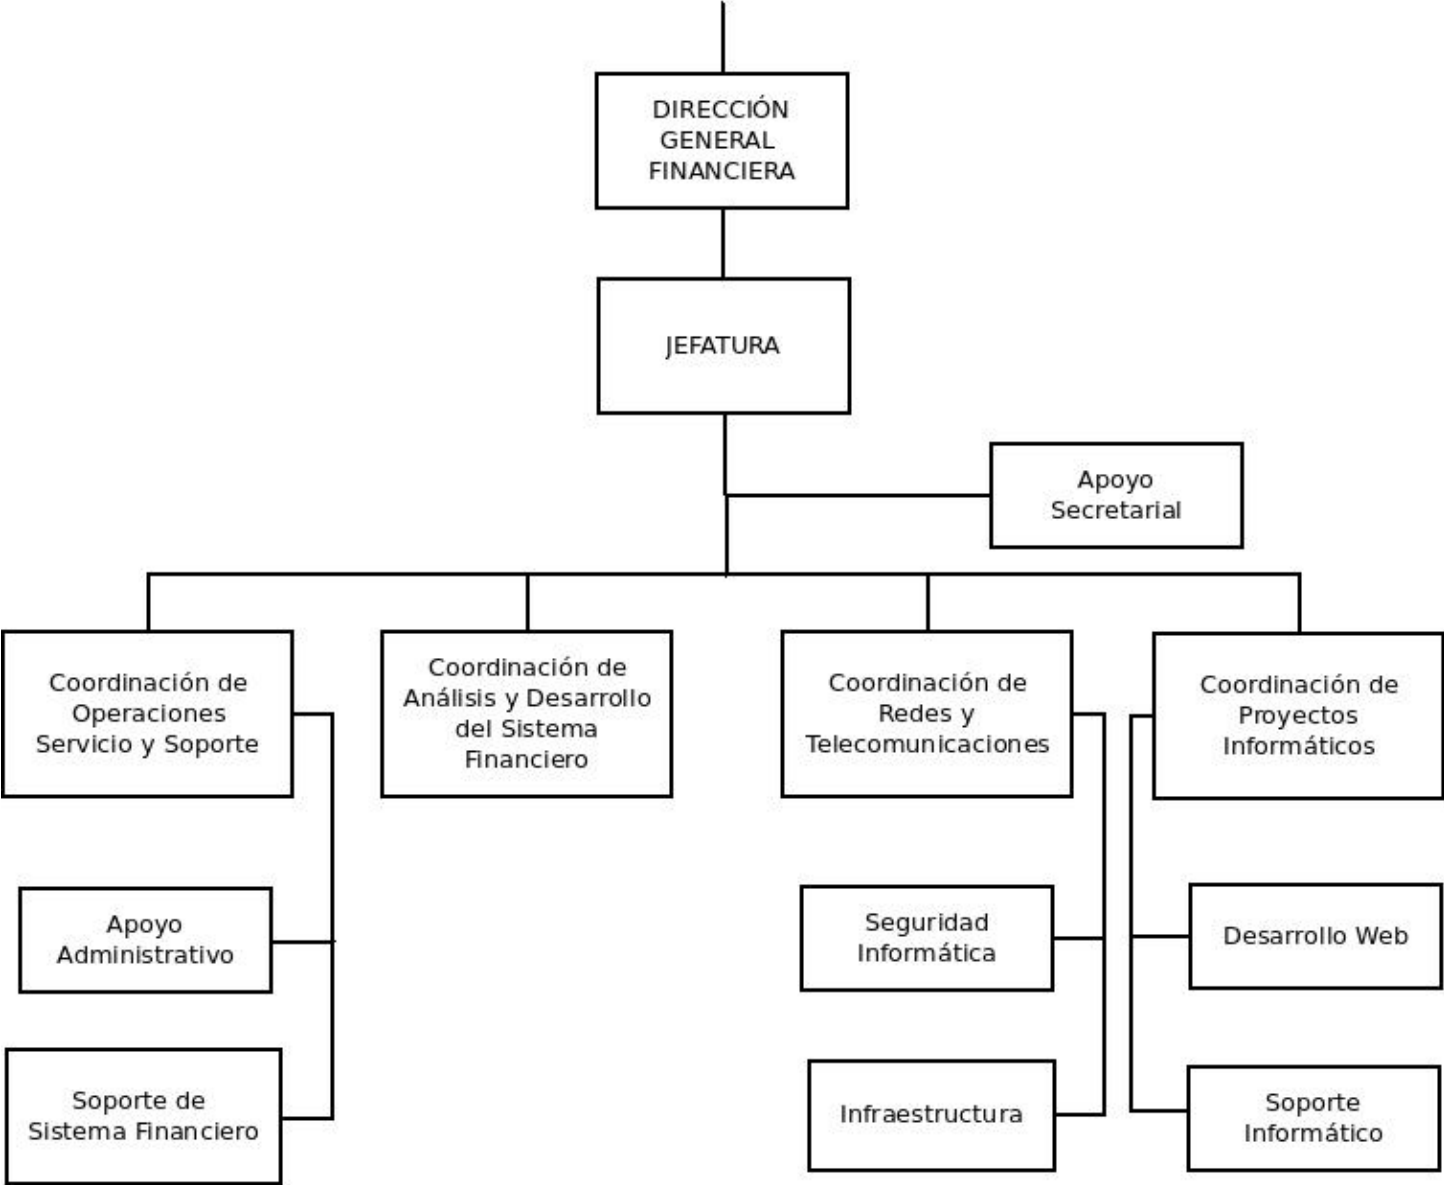 DIRECCIÓN
GENERAL
FINANCIERA
JEFATURA
Apoyo
Secretarial
Coordinación de
Operaciones
Servicio y Soporte
Coordinación de
Análisis y Desarrollo
del Sistema
Financiero
Coordinación de
Redes y
Telecomunicaciones
Coordinación de
Proyectos
Informáticos
Apoyo
Administrativo
Seguridad
Informática
Desarrollo Web
Soporte de
Sistema Financiero
Infraestructura
Soporte
Informático